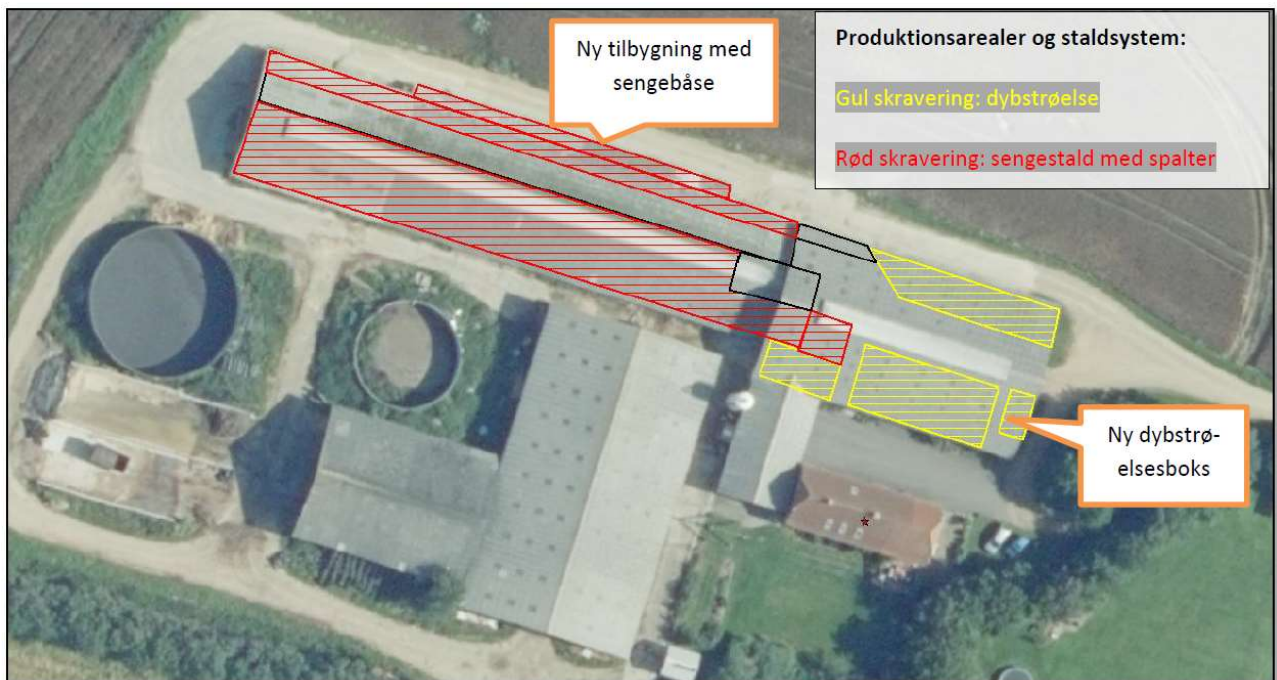 Ny tilbygning med
sengebåse
Produktionsarealer og staldsystem:
Gul skravering: dybstrøelse
Rød skravering: sengestald med spalter
Ny dybstrø-
elsesboks